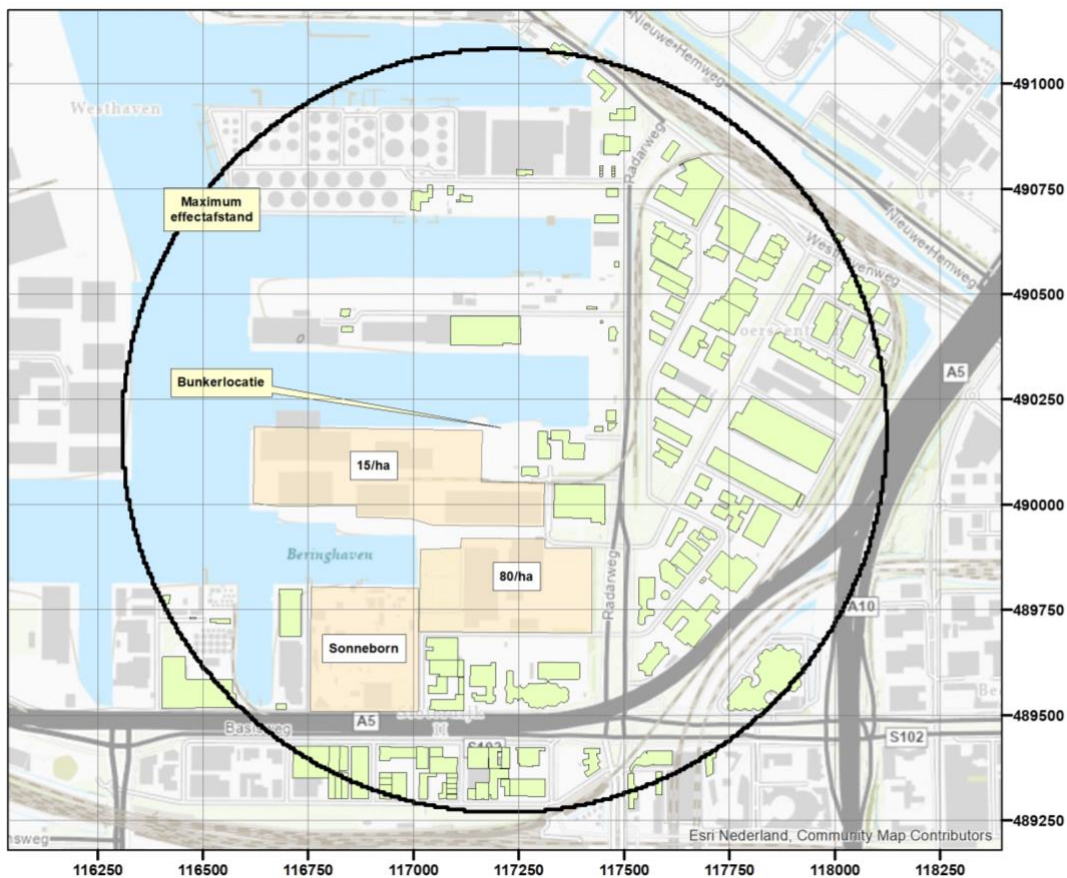 Nieuwe-Hemweg
Westhaven
Radarweg
Maximum
effectafstand
Nieuwe-Hemweg
Westhavenweg
A5
Bunkerlocatie
15/ha
Beringhaven
80/ha
Radarweg
A10
Sonneborn
A5
II
Basisweg
S102
S102
Esri Nederland, Community Map Contributors
491000
490750
490500
490250
490000
489750
489500
489250
116250
116500
116750
117000
117250
117500
117750
118000
118250